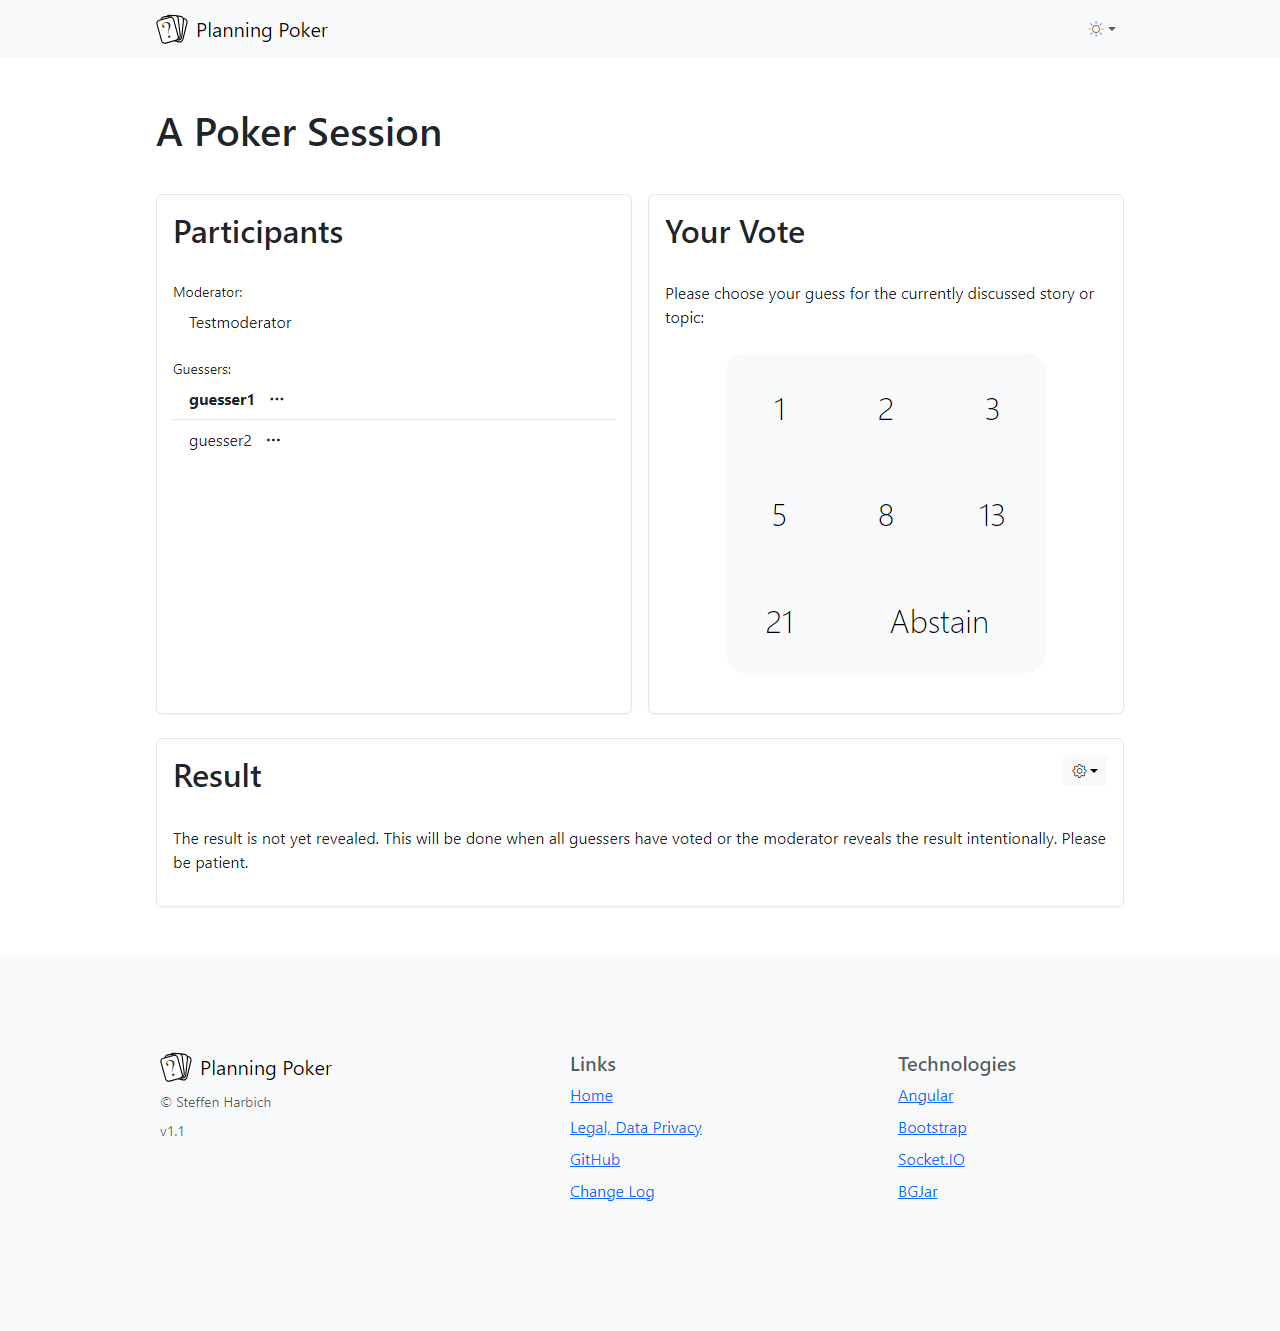 Planning Poker
A Poker Session
Participants
Moderator:
Testmoderator
Guessers:
guesser1 ···
guesser2 ···
Your Vote
Please choose your guess for the currently discussed story or
topic:
1 2 3
5 8 13
21 Abstain
Result
The result is not yet revealed. This will be done when all guessers have voted or the moderator reveals the result intentionally. Please
be patient.
Planning Poker
© Steffen Harbich
v1.1
Links
Home
Legal, Data Privacy
GitHub
Change Log
Technologies
Angular
Bootstrap
Socket.IO
BGJar